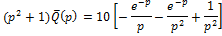 (p² + 1)Q̄(p) = 10 [ −e⁻ᵖ/p − e⁻ᵖ/p² + 1/p² ]